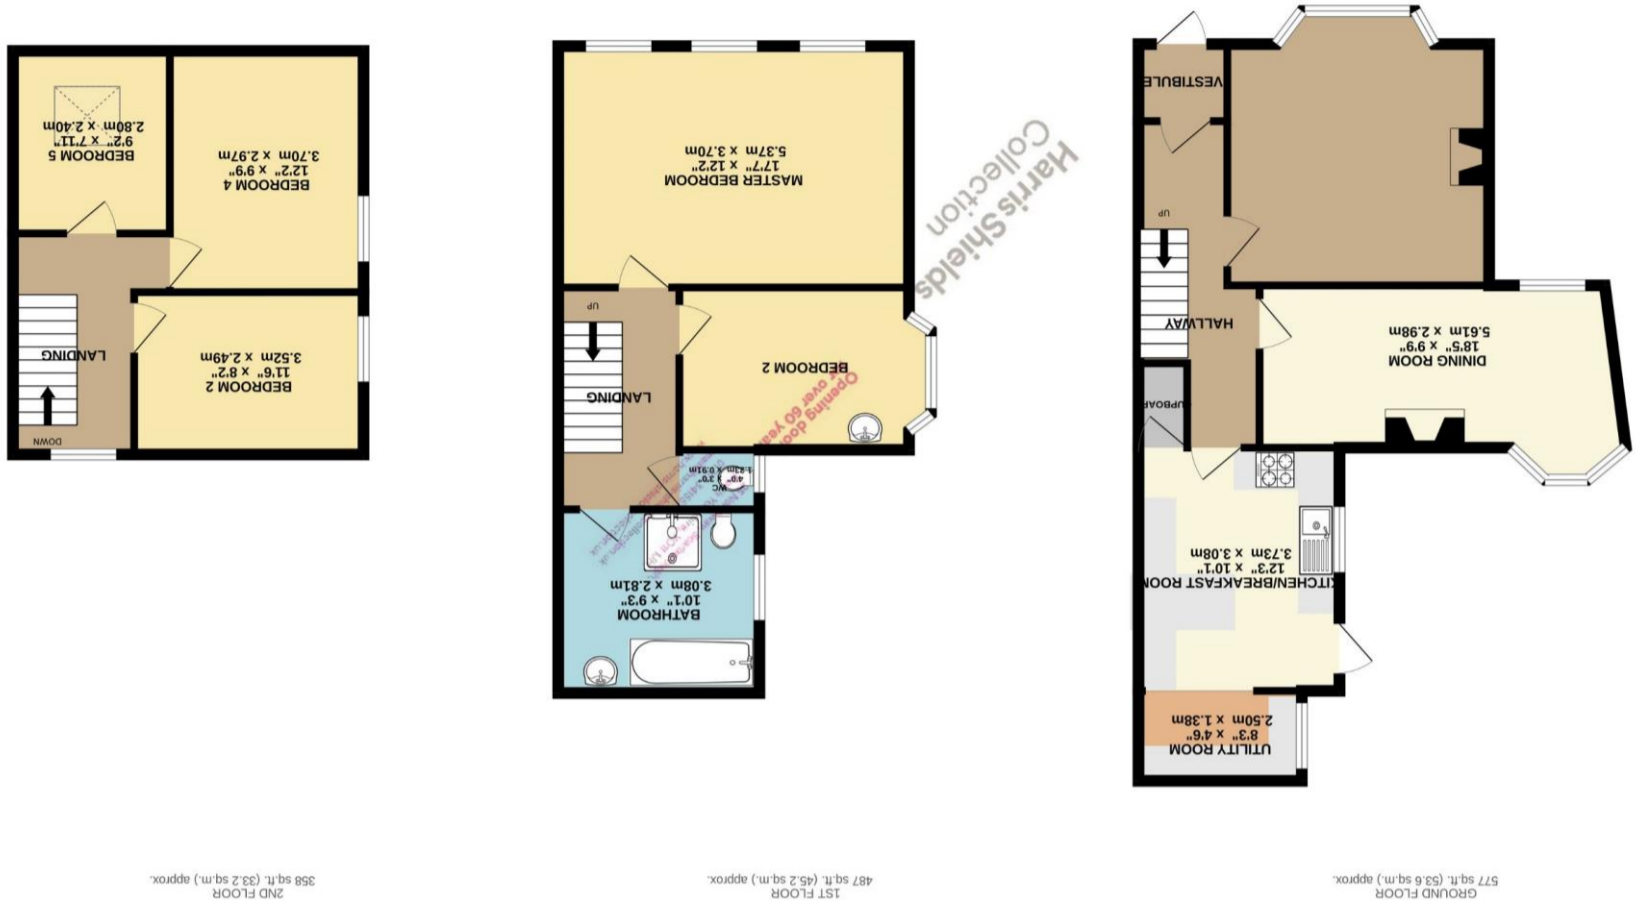 GROUND FLOOR
577 sq.ft. (53.6 sq.m.) approx.
1ST FLOOR
487 sq.ft. (45.2 sq.m.) approx.
2ND FLOOR
358 sq.ft. (33.2 sq.m.) approx.
UTILITY ROOM
8'3" x 4'6"
2.50m x 1.38m
KITCHEN/BREAKFAST ROOM
12'3" x 10'1"
3.73m x 3.08m
DINING ROOM
18'5" x 9'9"
5.61m x 2.98m
HALLWAY
UP
VESTIBULE
BATHROOM
10'1" x 9'3"
3.08m x 2.81m
WC
4'0" x 3'0"
1.23m x 0.91m
LANDING
BEDROOM 2
UP
MASTER BEDROOM
17'7" x 12'2"
5.37m x 3.70m
DOWN
BEDROOM 2
11'6" x 8'2"
3.52m x 2.49m
LANDING
BEDROOM 4
12'2" x 9'9"
3.70m x 2.97m
BEDROOM 5
9'2" x 7'11"
2.80m x 2.40m
HarrisShields
Collection
Opening
over 60